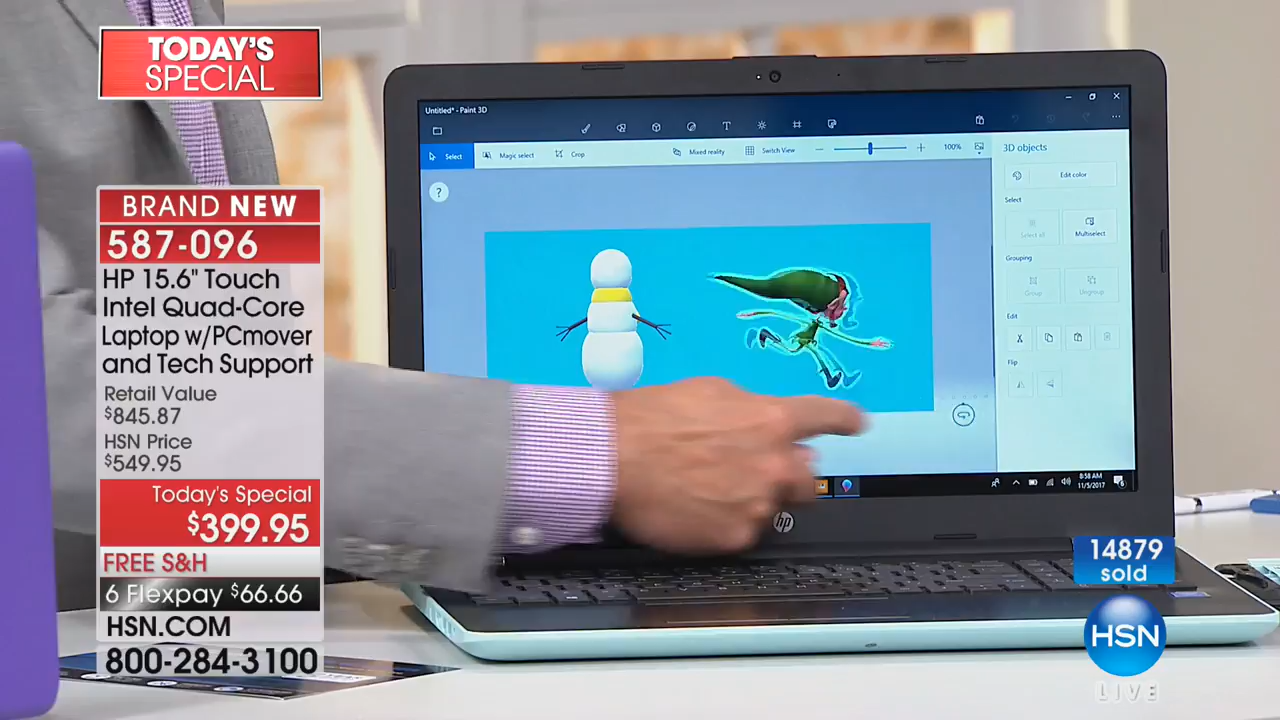 TODAY'S
SPECIAL
BRAND NEW
587-096
HP 15.6" Touch
Intel Quad-Core
Laptop w/PCmover
and Tech Support
Retail Value
$845.87
HSN Price
$549.95
Today's Special
$399.95
FREE S&H
6 Flexpay $66.66
HSN.COM
800-284-3100
Untitled* - Paint 3D
Select
Magic select
Crop
Mixed reality
Switch View
100%
?
3D objects
Edit color
Select
Select all
Multiselect
Grouping
Group
Ungroup
Edit
Flip
8:58 AM
11/5/2017
hp
14879
sold
HSN
LIVE